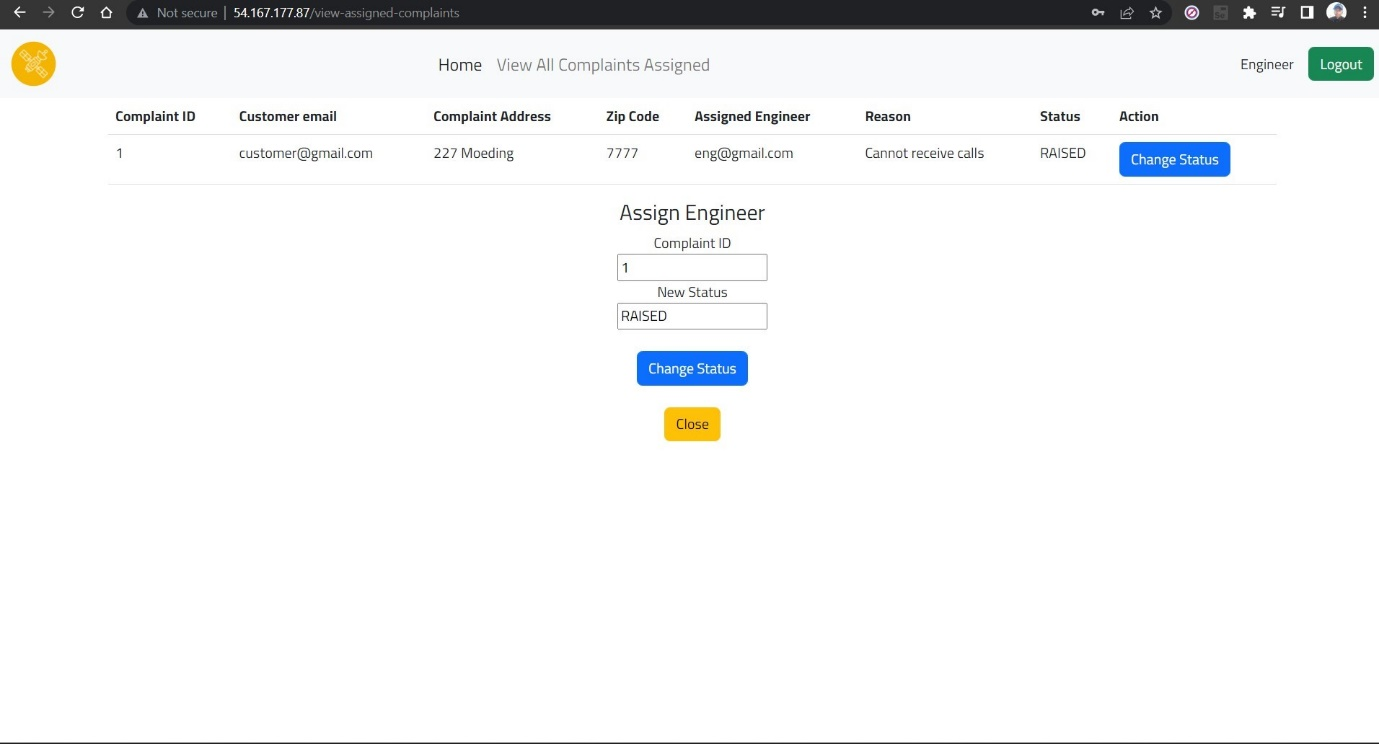 Not secure | 54.167.177.87/view-assigned-complaints
Home View All Complaints Assigned Engineer Logout
Complaint ID Customer email Complaint Address Zip Code Assigned Engineer Reason Status Action
1 customer@gmail.com 227 Moeding 7777 eng@gmail.com Cannot receive calls RAISED Change Status
Assign Engineer
Complaint ID
1
New Status
RAISED
Change Status
Close